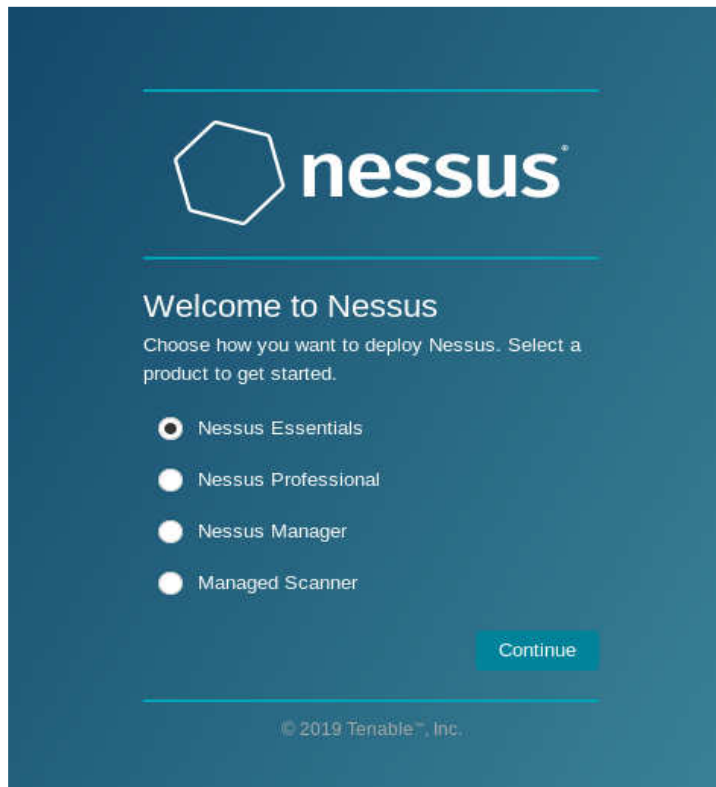 nessus®
Welcome to Nessus
Choose how you want to deploy Nessus. Select a
product to get started.
Nessus Essentials
Nessus Professional
Nessus Manager
Managed Scanner
Continue
© 2019 Tenable™, Inc.